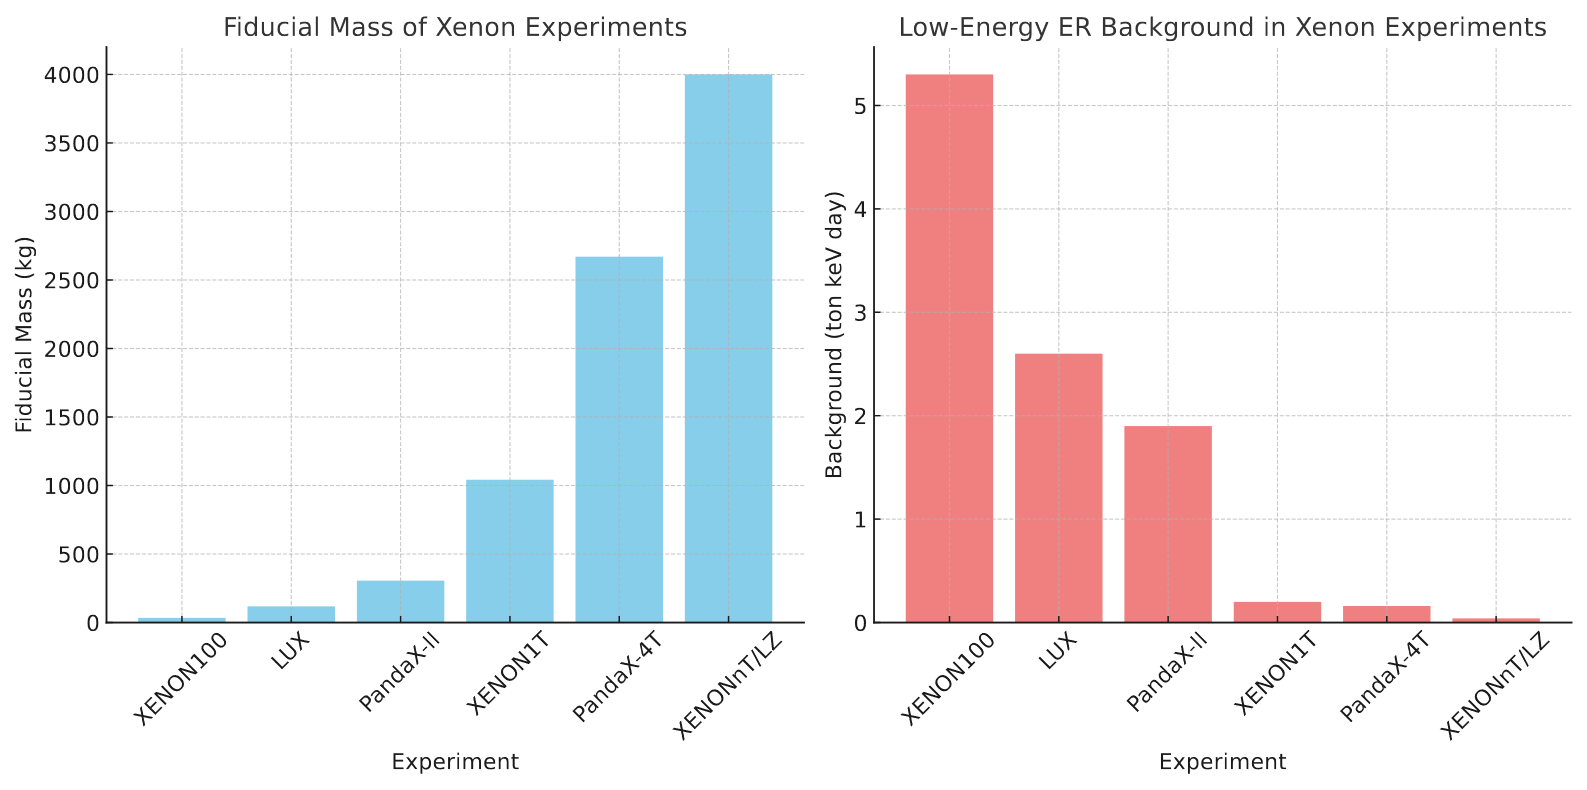 Fiducial Mass of Xenon Experiments
Fiducial Mass (kg)
4000
3500
3000
2500
2000
1500
1000
500
0
XENON100
LUX
PandaX-II
XENON1T
PandaX-4T
XENONnT/LZ
Experiment
Low-Energy ER Background in Xenon Experiments
Background (ton keV day)
5
4
3
2
1
0
XENON100
LUX
PandaX-II
XENON1T
PandaX-4T
XENONnT/LZ
Experiment